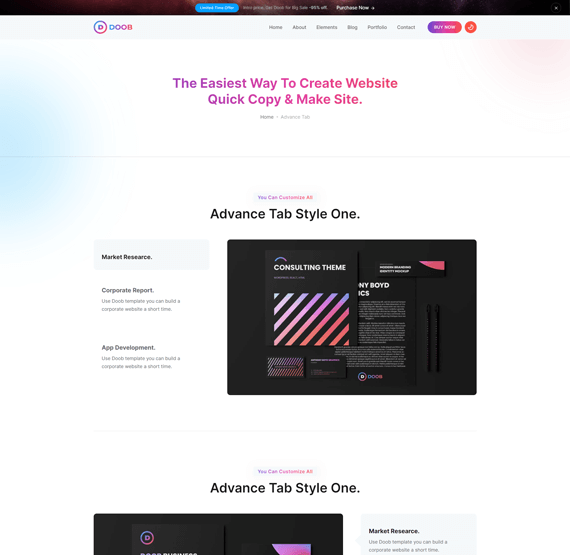 Limited Time Offer
Intro price. Get Doob for Big Sale -95% off.
Purchase Now →
DOOB
Home
About
Elements
Blog
Portfolio
Contact
BUY NOW
The Easiest Way To Create Website
Quick Copy & Make Site.
Home
Advance Tab
You Can Customize All
Advance Tab Style One.
Market Researce.
Corporate Report.
Use Doob template you can build a
corporate website a short time.
App Development.
Use Doob template you can build a
corporate website a short time.
CONSULTING THEME
MODERN BRANDING
IDENTITY MOCKUP
NY BOYD
ICS
DOOB
You Can Customize All
Advance Tab Style One.
DOOB BUSINESS
Market Researce.
Use Doob template you can build a
corporate website a short time.